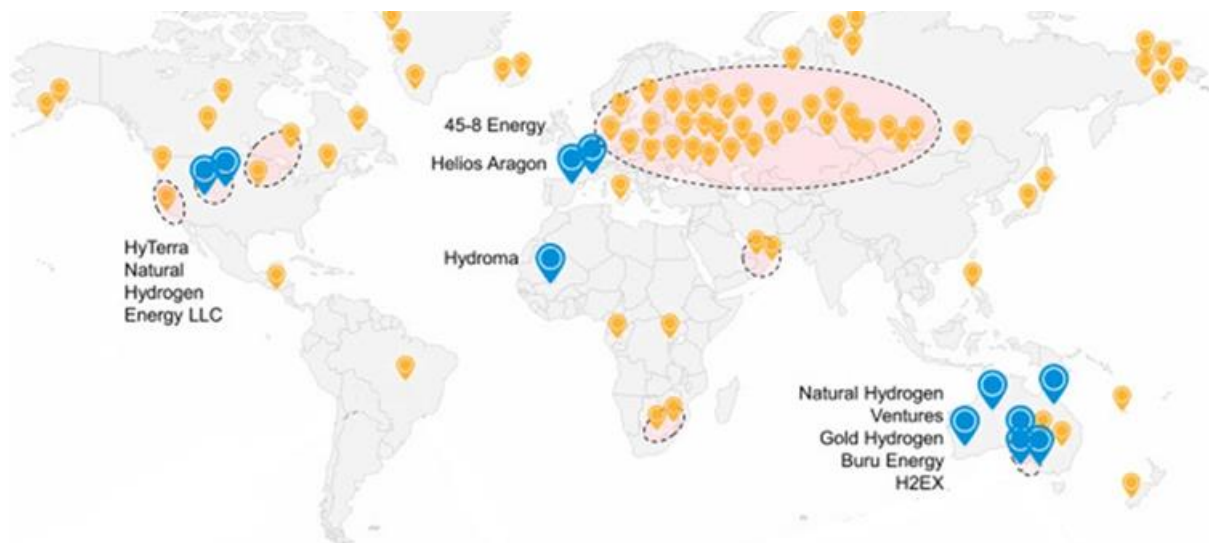 45-8 Energy
Helios Aragon
HyTerra
Natural
Hydrogen
Energy LLC
Hydroma
Natural Hydrogen
Ventures
Gold Hydrogen
Buru Energy
H2EX